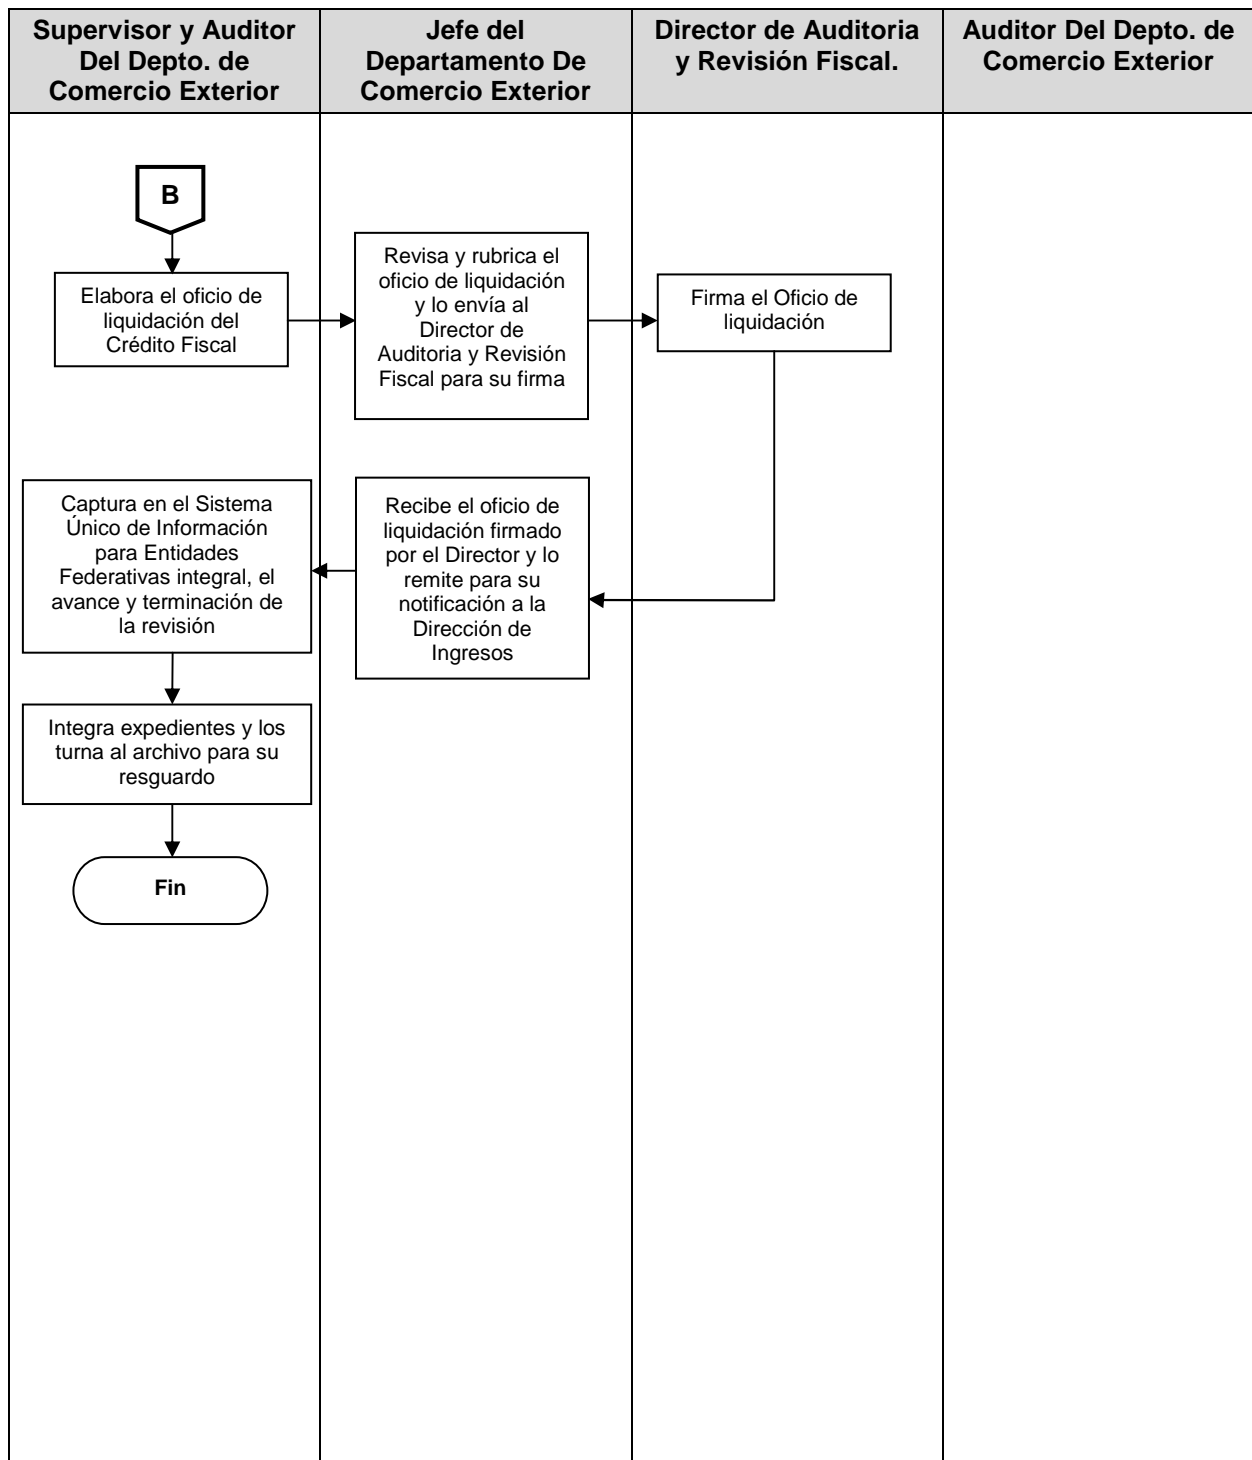 Supervisor y Auditor
Del Depto. de
Comercio Exterior
Jefe del
Departamento De
Comercio Exterior
Director de Auditoria
y Revisión Fiscal.
Auditor Del Depto. de
Comercio Exterior
B
Elabora el oficio de
liquidación del
Crédito Fiscal
Revisa y rubrica el
oficio de liquidación
y lo envía al
Director de
Auditoria y Revisión
Fiscal para su firma
Firma el Oficio de
liquidación
Recibe el oficio de
liquidación firmado
por el Director y lo
remite para su
notificación a la
Dirección de
Ingresos
Captura en el Sistema
Único de Información
para Entidades
Federativas integral, el
avance y terminación de
la revisión
Integra expedientes y los
turna al archivo para su
resguardo
Fin